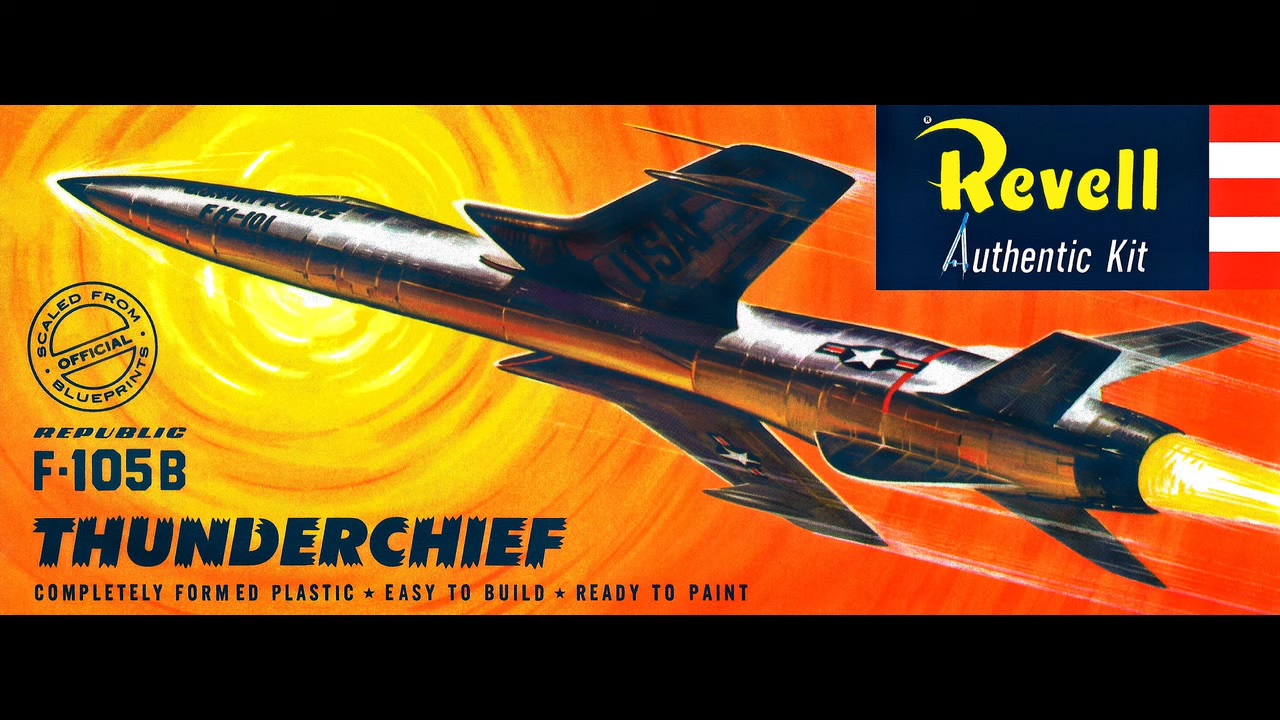 ®
Revell
Authentic Kit
FORCE
FH-101
USAF
SCALED FROM
OFFICIAL
BLUEPRINTS
REPUBLIC
F-105B
THUNDERCHIEF
COMPLETELY FORMED PLASTIC ★ EASY TO BUILD ★ READY TO PAINT